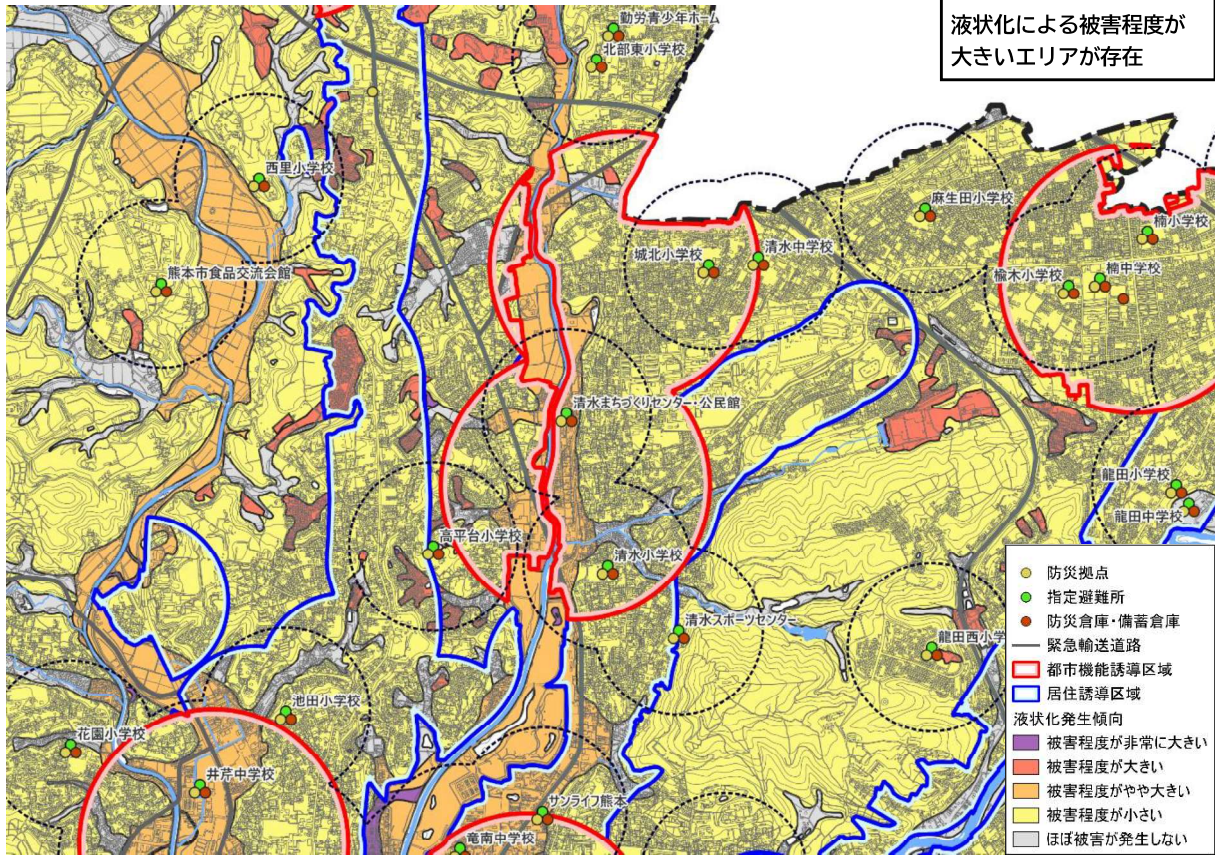 液状化による被害程度が
大きいエリアが存在
勤労青少年ホーム
北部東小学校
西里小学校
麻生田小学校
楠小学校
城北小学校
清水中学校
熊本市食品交流会館
楡木小学校
楠中学校
清水まちづくりセンター・公民館
龍田小学校
龍田中学校
高平台小学校
清水小学校
清水スポーツセンター
龍田西小学
池田小学校
花園小学校
井芹中学校
サンライフ熊本
竜南中学校
防災拠点
指定避難所
防災倉庫・備蓄倉庫
緊急輸送道路
都市機能誘導区域
居住誘導区域
液状化発生傾向
被害程度が非常に大きい
被害程度が大きい
被害程度がやや大きい
被害程度が小さい
ほぼ被害が発生しない